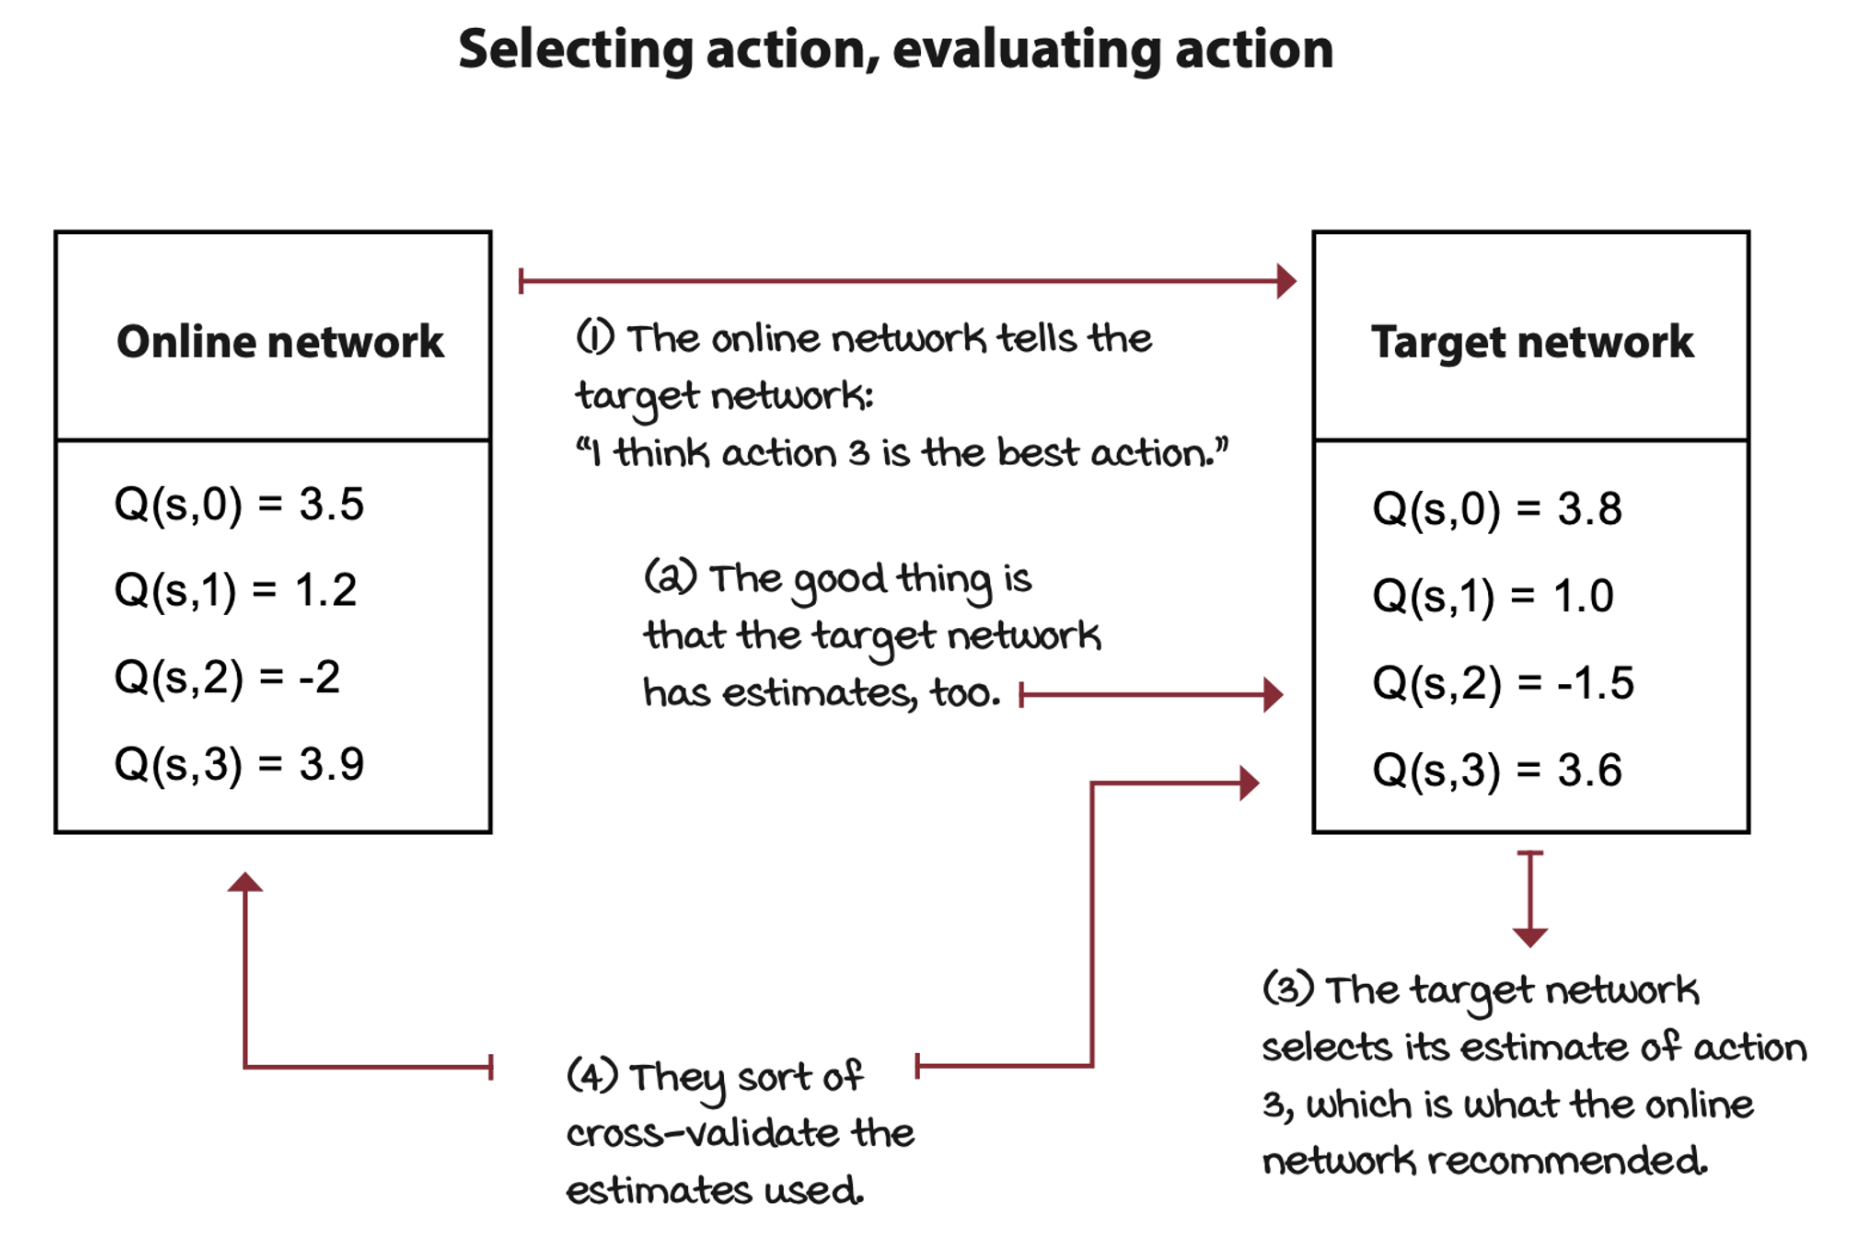 Selecting action, evaluating action
Online network
Q(s,0) = 3.5
Q(s,1) = 1.2
Q(s,2) = -2
Q(s,3) = 3.9
(1) The online network tells the
target network:
“I think action 3 is the best action.”
(2) The good thing is
that the target network
has estimates, too.
Target network
Q(s,0) = 3.8
Q(s,1) = 1.0
Q(s,2) = -1.5
Q(s,3) = 3.6
(3) The target network
selects its estimate of action
3, which is what the online
network recommended.
(4) They sort of
cross-validate the
estimates used.